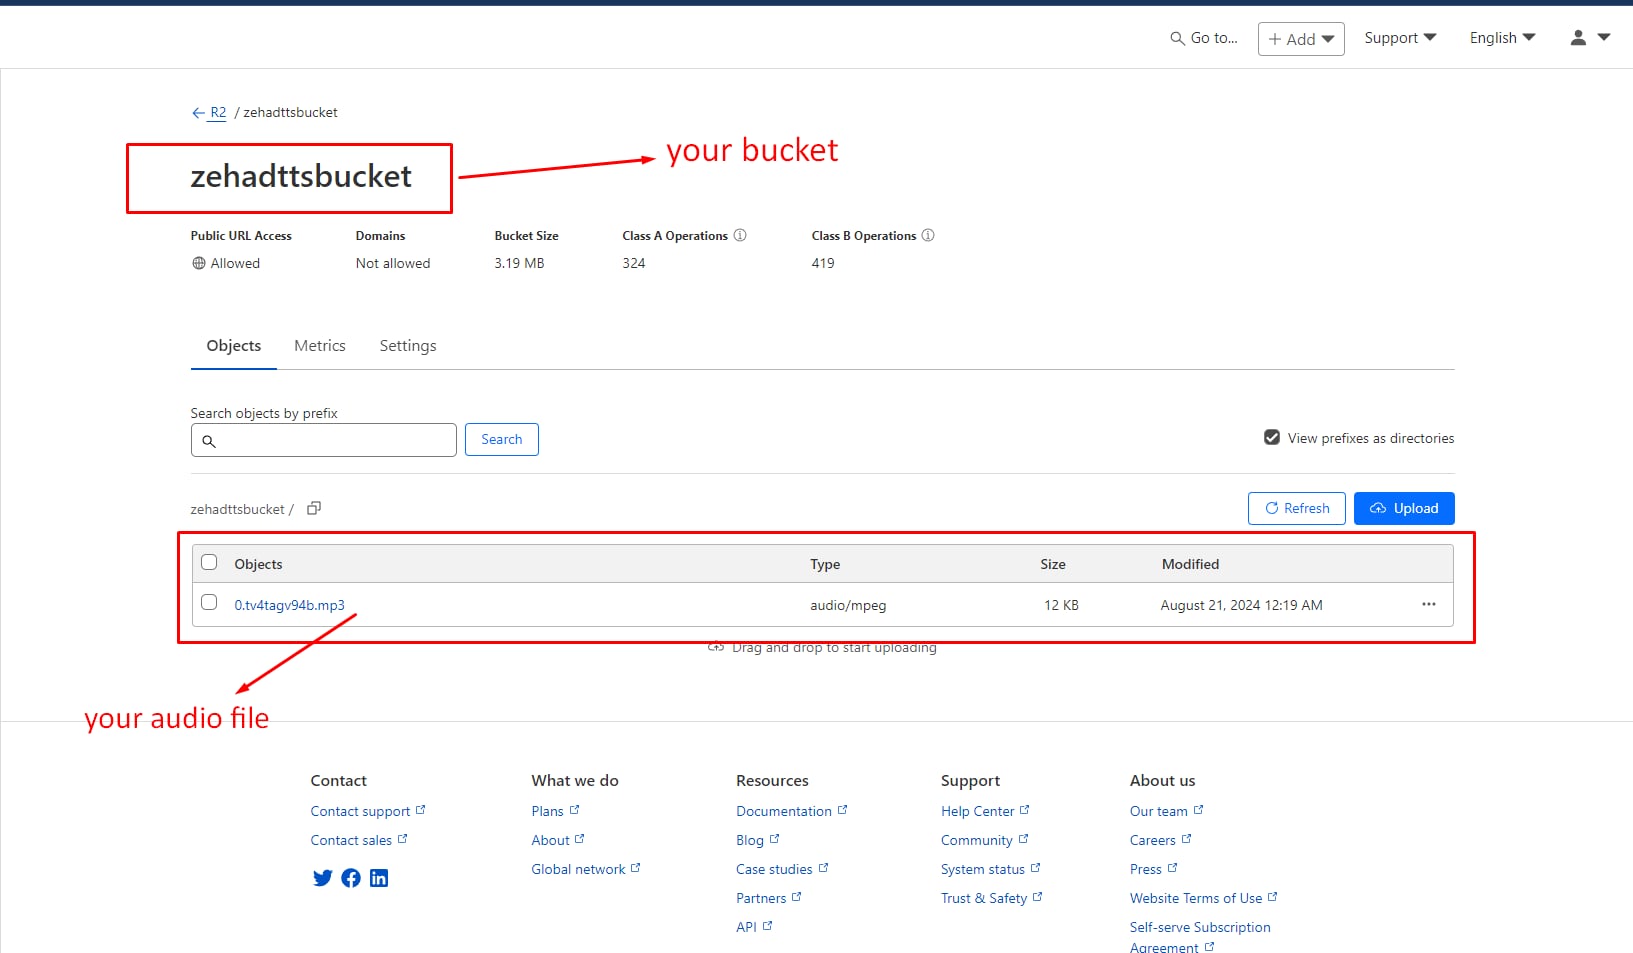 Go to...
+ Add
Support
English
← R2 / zehadttsbucket
zehadttsbucket
your bucket
Public URL Access
Domains
Bucket Size
Class A Operations
Class B Operations
Allowed
Not allowed
3.19 MB
324
419
Objects
Metrics
Settings
Search objects by prefix
Search
View prefixes as directories
zehadttsbucket /
Refresh
Upload
Objects
Type
Size
Modified
0.tv4tagv94b.mp3
audio/mpeg
12 KB
August 21, 2024 12:19 AM
Drag and drop to start uploading
your audio file
Contact
Contact support
Contact sales
What we do
Plans
About
Global network
Resources
Documentation
Blog
Case studies
Partners
API
Support
Help Center
Community
System status
Trust & Safety
About us
Our team
Careers
Press
Website Terms of Use
Self-serve Subscription
Agreement